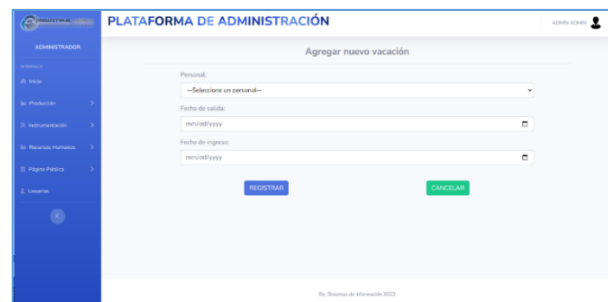 PLATAFORMA DE ADMINISTRACIÓN
ADMIN ADMIN
ADMINISTRADOR
INTERFACE
Inicio
Producción
Instrumentación
Recursos Humanos
Página Pública
Usuarios
Agregar nuevo vacación
Personal:
--Seleccione un personal--
Fecha de salida:
mm/dd/yyyy
Fecha de ingreso:
mm/dd/yyyy
REGISTRAR
CANCELAR
By: Sistemas de información 2023